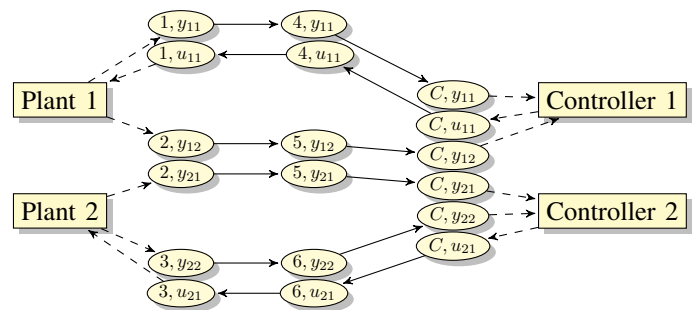 1, y₁₁ 4, y₁₁
1, u₁₁ 4, u₁₁
Plant 1 C, y₁₁ Controller 1
C, u₁₁
2, y₁₂ 5, y₁₂ C, y₁₂
2, y₂₁ 5, y₂₁ C, y₂₁
Plant 2 C, y₂₂ Controller 2
C, u₂₁
3, y₂₂ 6, y₂₂
3, u₂₁ 6, u₂₁